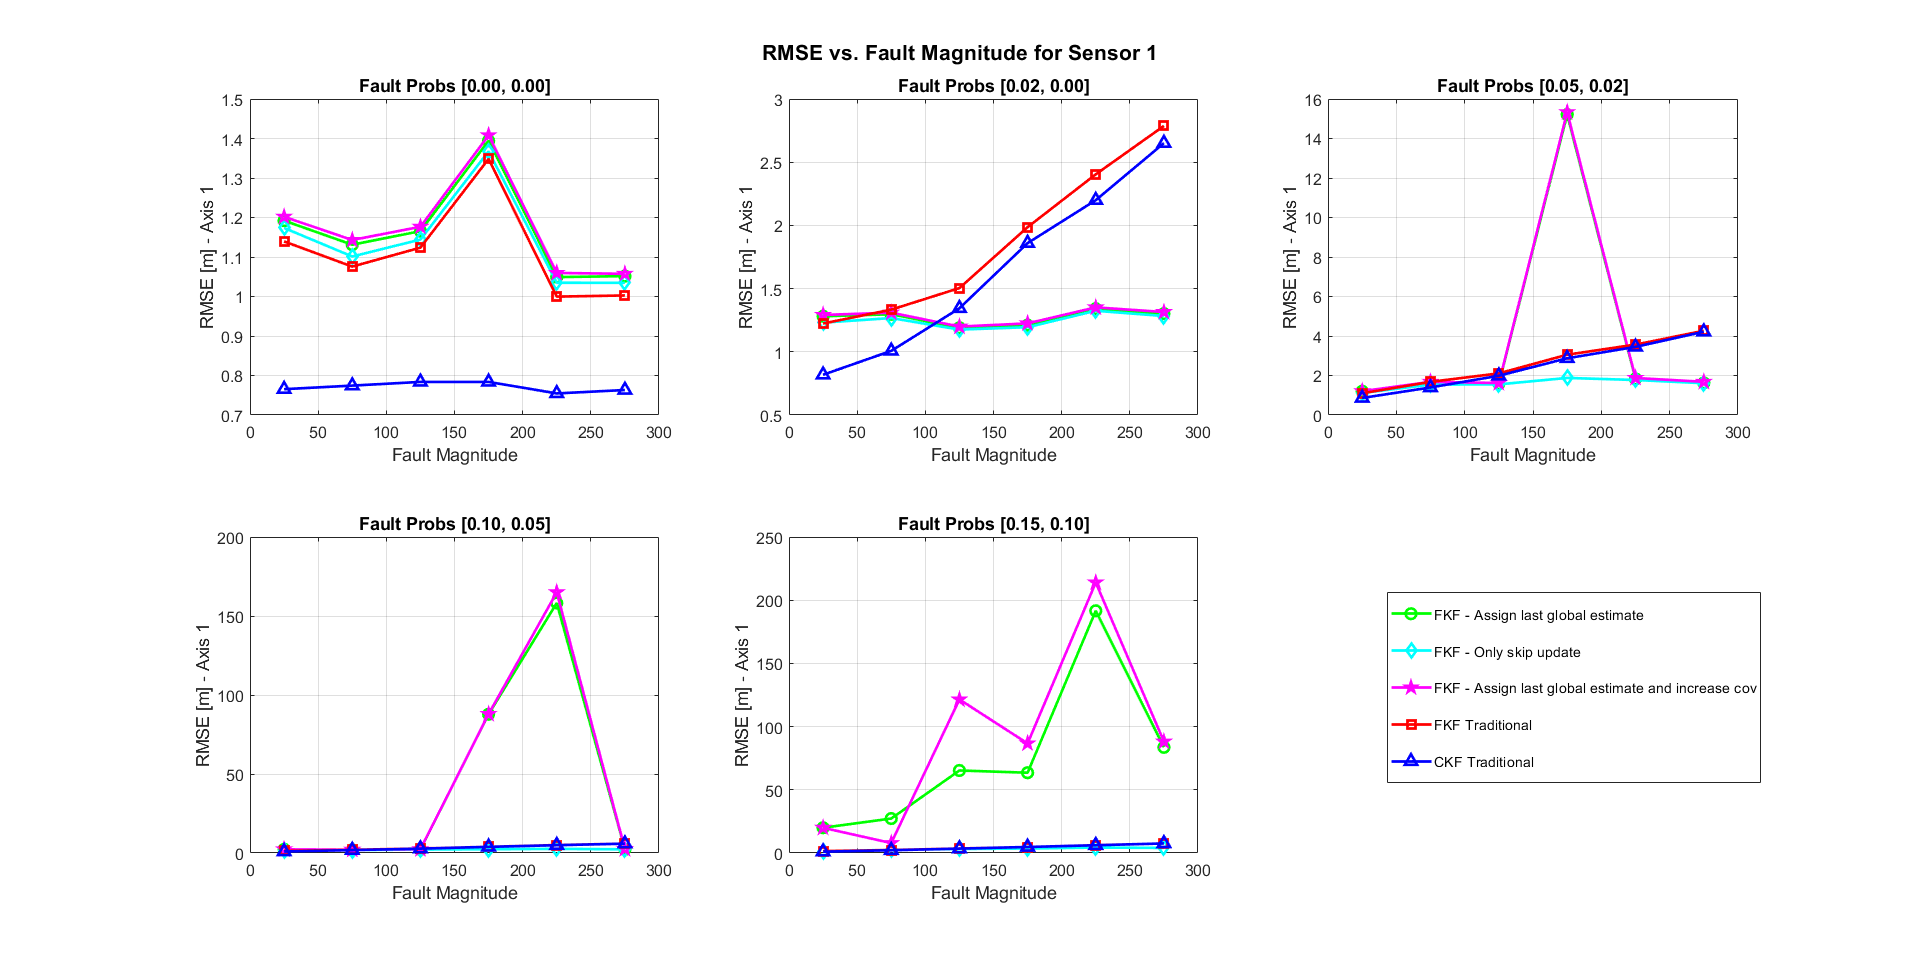 RMSE vs. Fault Magnitude for Sensor 1
Fault Probs [0.00, 0.00]
1.5
1.4
1.3
1.2
1.1
1
0.9
0.8
0.7
RMSE [m] - Axis 1
0 50 100 150 200 250 300
Fault Magnitude
Fault Probs [0.02, 0.00]
3
2.5
2
1.5
1
0.5
RMSE [m] - Axis 1
0 50 100 150 200 250 300
Fault Magnitude
Fault Probs [0.05, 0.02]
16
14
12
10
8
6
4
2
0
RMSE [m] - Axis 1
0 50 100 150 200 250 300
Fault Magnitude
Fault Probs [0.10, 0.05]
200
150
100
50
0
RMSE [m] - Axis 1
0 50 100 150 200 250 300
Fault Magnitude
Fault Probs [0.15, 0.10]
250
200
150
100
50
0
RMSE [m] - Axis 1
0 50 100 150 200 250 300
Fault Magnitude
FKF - Assign last global estimate
FKF - Only skip update
FKF - Assign last global estimate and increase cov
FKF Traditional
CKF Traditional